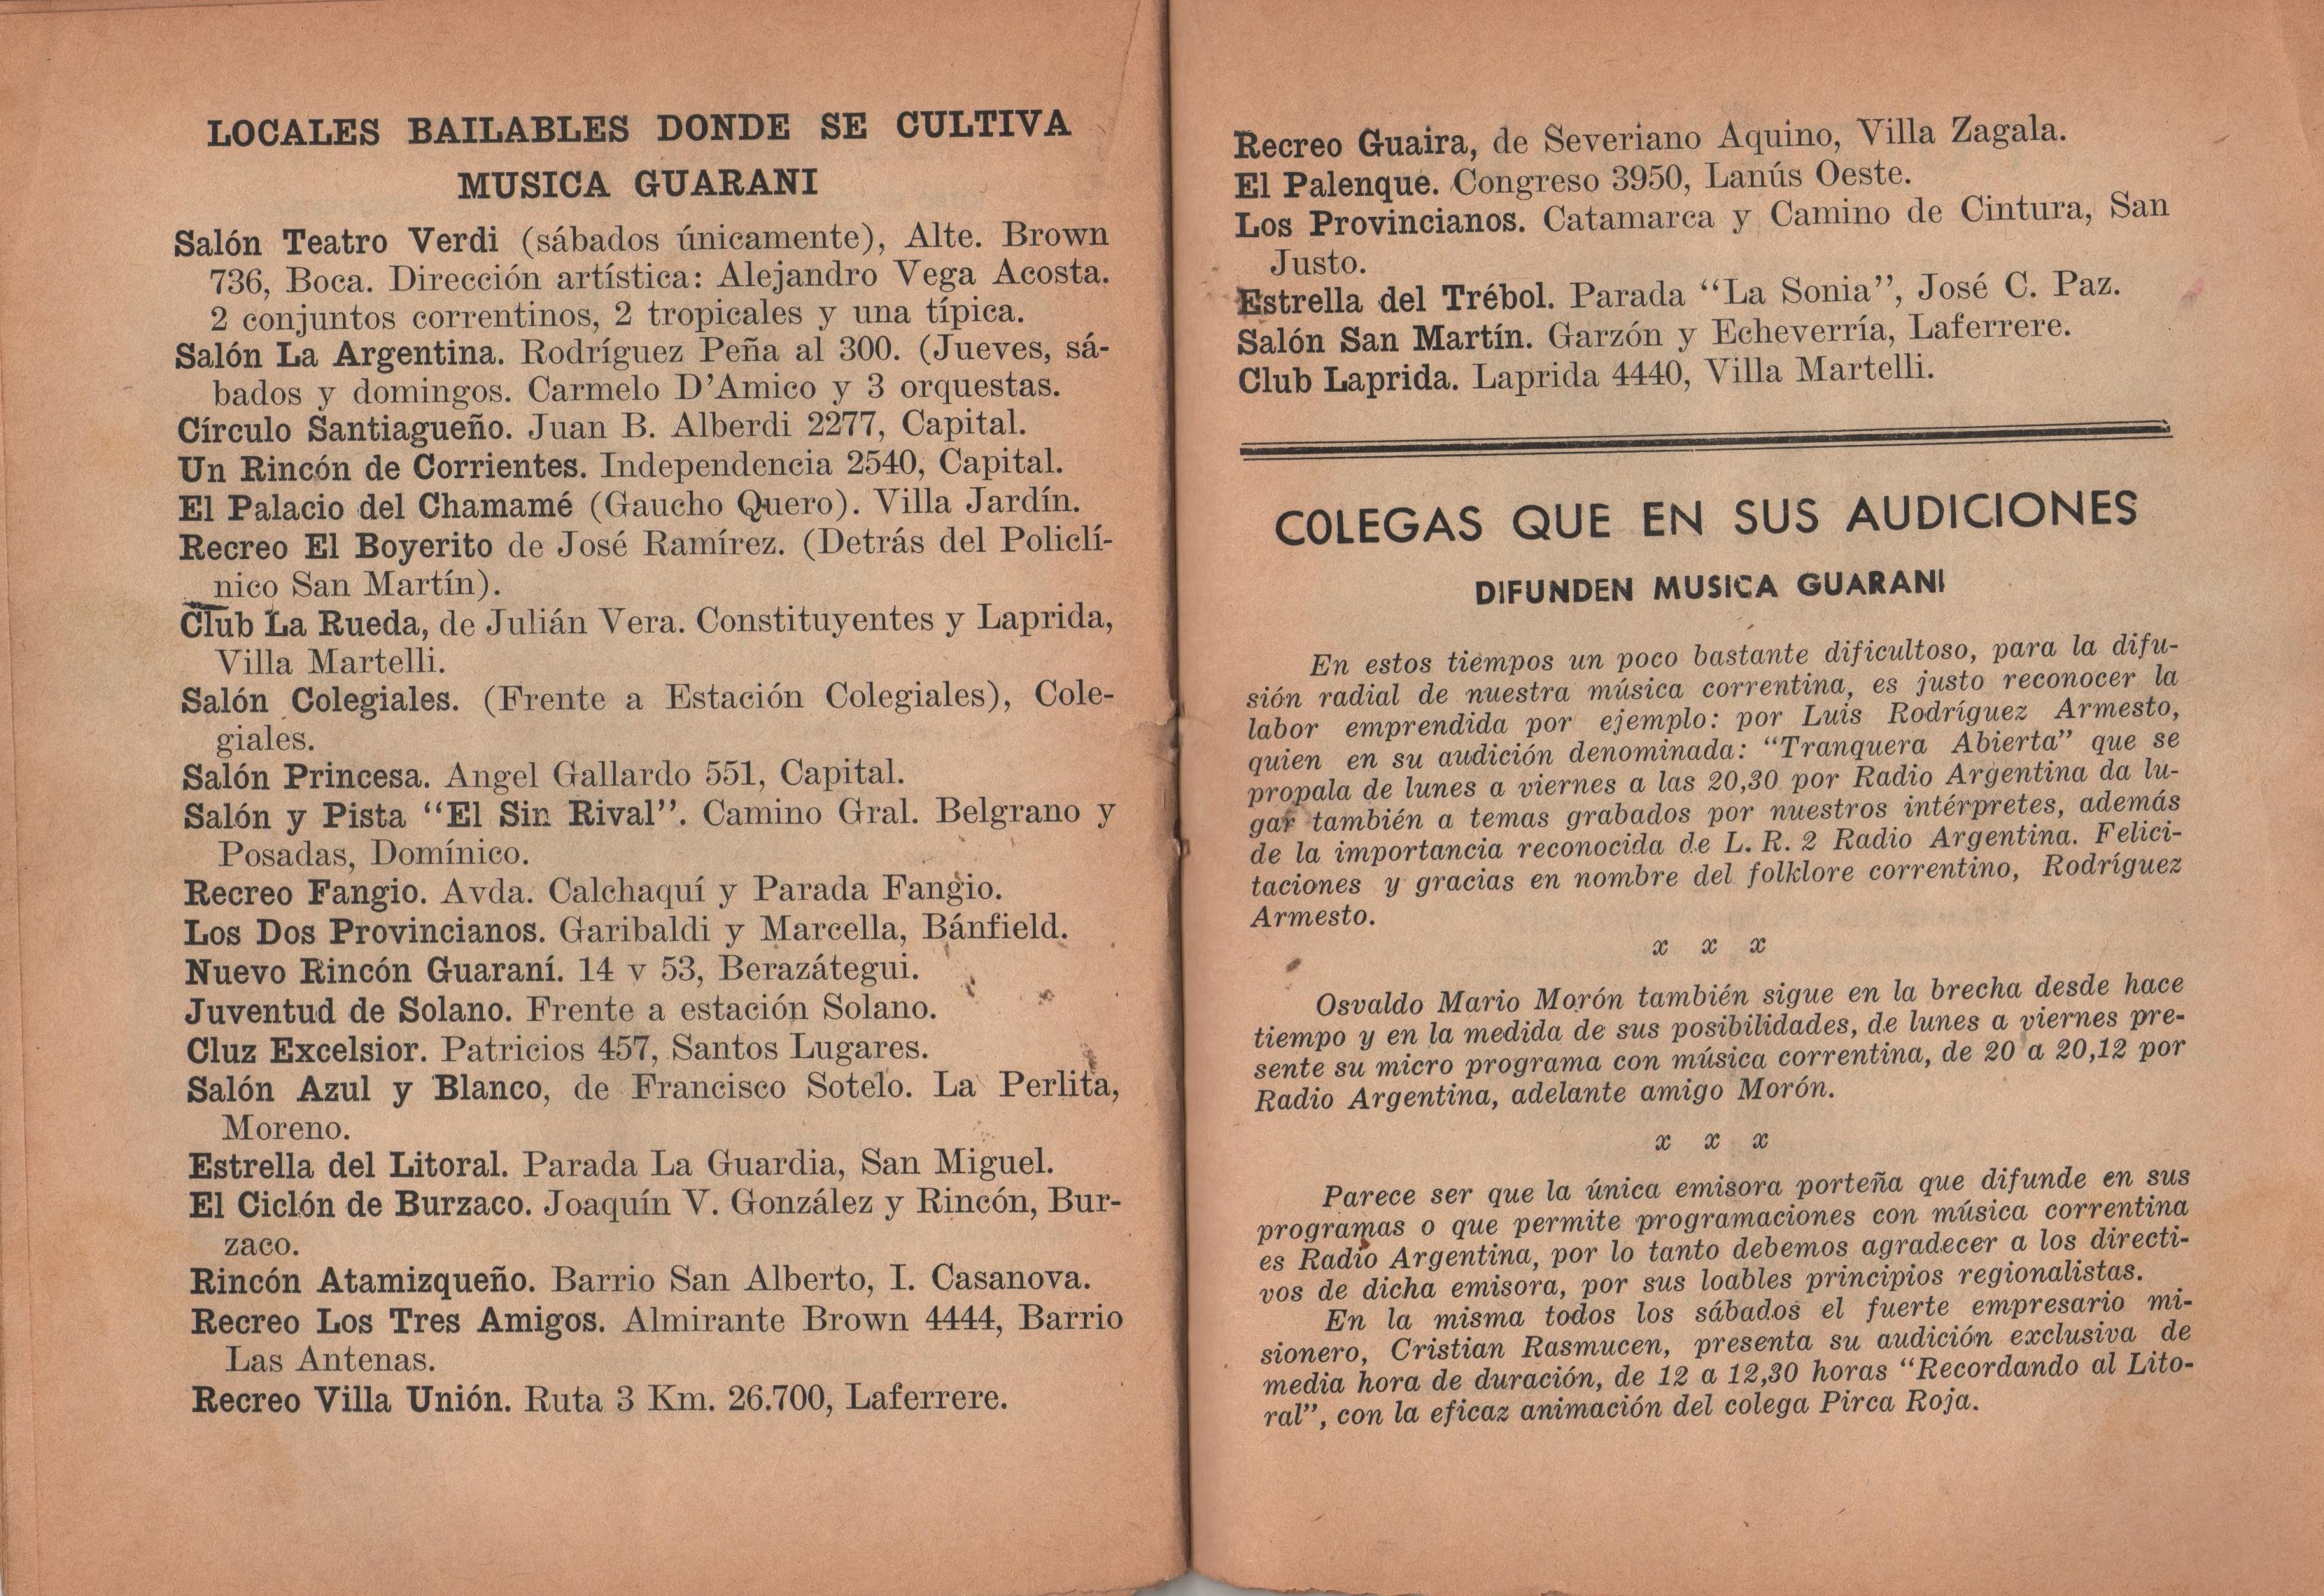 LOCALES BAILABLES DONDE SE CULTIVA
MUSICA GUARANI
Salón Teatro Verdi (sábados únicamente), Alte. Brown
736, Boca. Dirección artística: Alejandro Vega Acosta.
2 conjuntos correntinos, 2 tropicales y una típica.
Salón La Argentina. Rodríguez Peña al 300. (Jueves, sá-
bados y domingos. Carmelo D'Amico y 3 orquestas.
Círculo Santiagueño. Juan B. Alberdi 2277, Capital.
Un Rincón de Corrientes. Independencia 2540, Capital.
El Palacio del Chamamé (Gaucho Quero). Villa Jardín.
Recreo El Boyerito de José Ramírez. (Detrás del Policlí-
nico San Martín).
Club La Rueda, de Julián Vera. Constituyentes y Laprida,
Villa Martelli.
Salón Colegiales. (Frente a Estación Colegiales), Cole-
giales.
Salón Princesa. Angel Gallardo 551, Capital.
Salón y Pista "El Sin Rival". Camino Gral. Belgrano y
Posadas, Domínico.
Recreo Fangio. Avda. Calchaquí y Parada Fangio.
Los Dos Provincianos. Garibaldi y Marcella, Bánfield.
Nuevo Rincón Guaraní. 14 v 53, Berazátegui.
Juventud de Solano. Frente a estación Solano.
Cluz Excelsior. Patricios 457, Santos Lugares.
Salón Azul y Blanco, de Francisco Sotelo. La Perlita,
Moreno.
Estrella del Litoral. Parada La Guardia, San Miguel.
El Ciclón de Burzaco. Joaquín V. González y Rincón, Bur-
zaco.
Rincón Atamizqueño. Barrio San Alberto, I. Casanova.
Recreo Los Tres Amigos. Almirante Brown 4444, Barrio
Las Antenas.
Recreo Villa Unión. Ruta 3 Km. 26.700, Laferrere.
Recreo Guaira, de Severiano Aquino, Villa Zagala.
El Palenque. Congreso 3950, Lanús Oeste.
Los Provincianos. Catamarca y Camino de Cintura, San
Justo.
Estrella del Trébol. Parada "La Sonia", José C. Paz.
Salón San Martín. Garzón y Echeverría, Laferrere.
Club Laprida. Laprida 4440, Villa Martelli.
COLEGAS QUE EN SUS AUDICIONES
DIFUNDEN MUSICA GUARANI
En estos tiempos un poco bastante dificultoso, para la difu-
sión radial de nuestra música correntina, es justo reconocer la
labor emprendida por ejemplo: por Luis Rodríguez Armesto,
quien en su audición denominada: "Tranquera Abierta" que se
propala de lunes a viernes a las 20,30 por Radio Argentina da lu-
gar también a temas grabados por nuestros intérpretes, además
de la importancia reconocida de L. R. 2 Radio Argentina. Felici-
taciones y gracias en nombre del folklore correntino, Rodríguez
Armesto.
x x x
Osvaldo Mario Morón también sigue en la brecha desde hace
tiempo y en la medida de sus posibilidades, de lunes a viernes pre-
sente su micro programa con música correntina, de 20 a 20,12 por
Radio Argentina, adelante amigo Morón.
x x x
Parece ser que la única emisora porteña que difunde en sus
programas o que permite programaciones con música correntina
es Radio Argentina, por lo tanto debemos agradecer a los directi-
vos de dicha emisora, por sus loables principios regionalistas.
En la misma todos los sábados el fuerte empresario mi-
sionero, Cristian Rasmucen, presenta su audición exclusiva de
media hora de duración, de 12 a 12,30 horas "Recordando al Lito-
ral", con la eficaz animación del colega Pirca Roja.